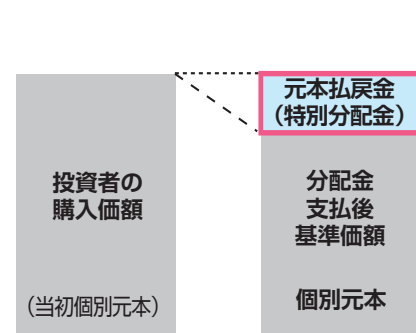 元本払戻金
（特別分配金）
投資者の
購入価額
（当初個別元本）
分配金
支払後
基準価額
個別元本